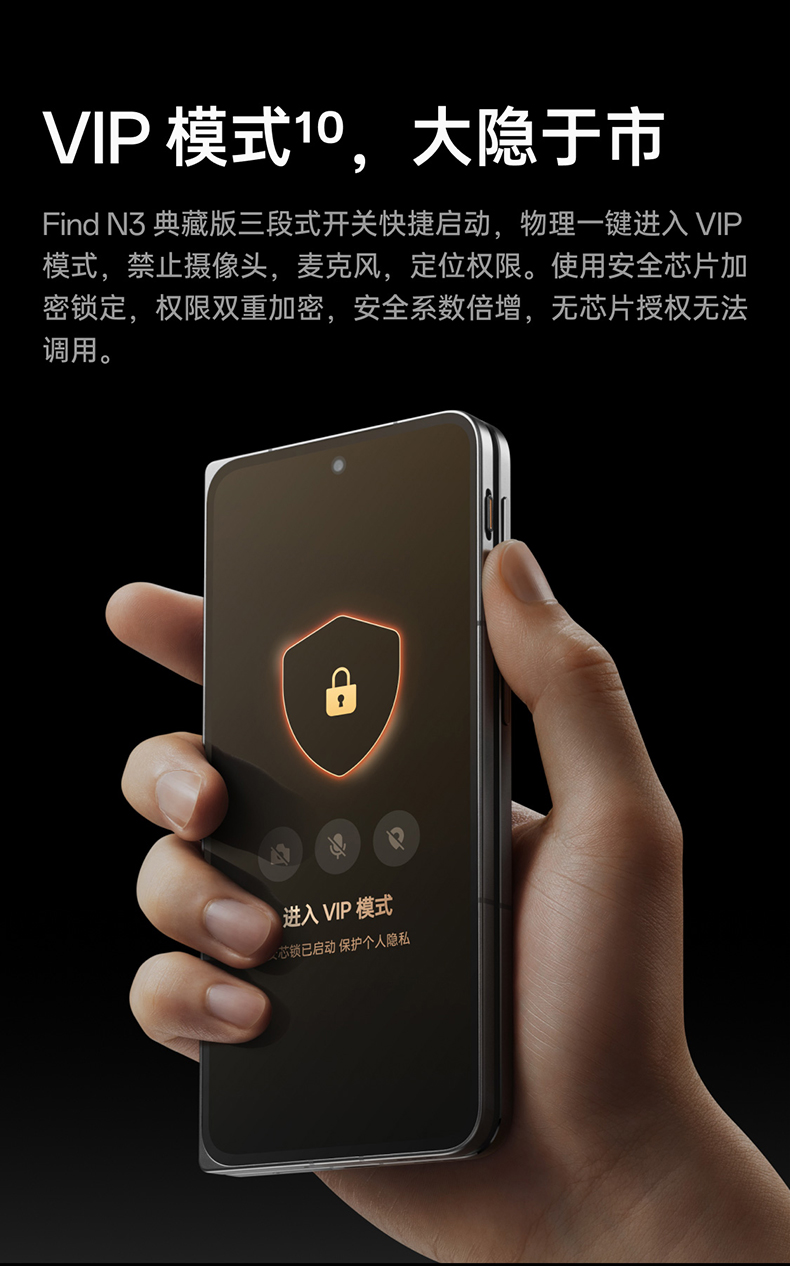 VIP 模式¹⁰，大隐于市
Find N3 典藏版三段式开关快捷启动，物理一键进入 VIP
模式，禁止摄像头，麦克风，定位权限。使用安全芯片加
密锁定，权限双重加密，安全系数倍增，无芯片授权无法
调用。
进入 VIP 模式
芯锁已启动 保护个人隐私